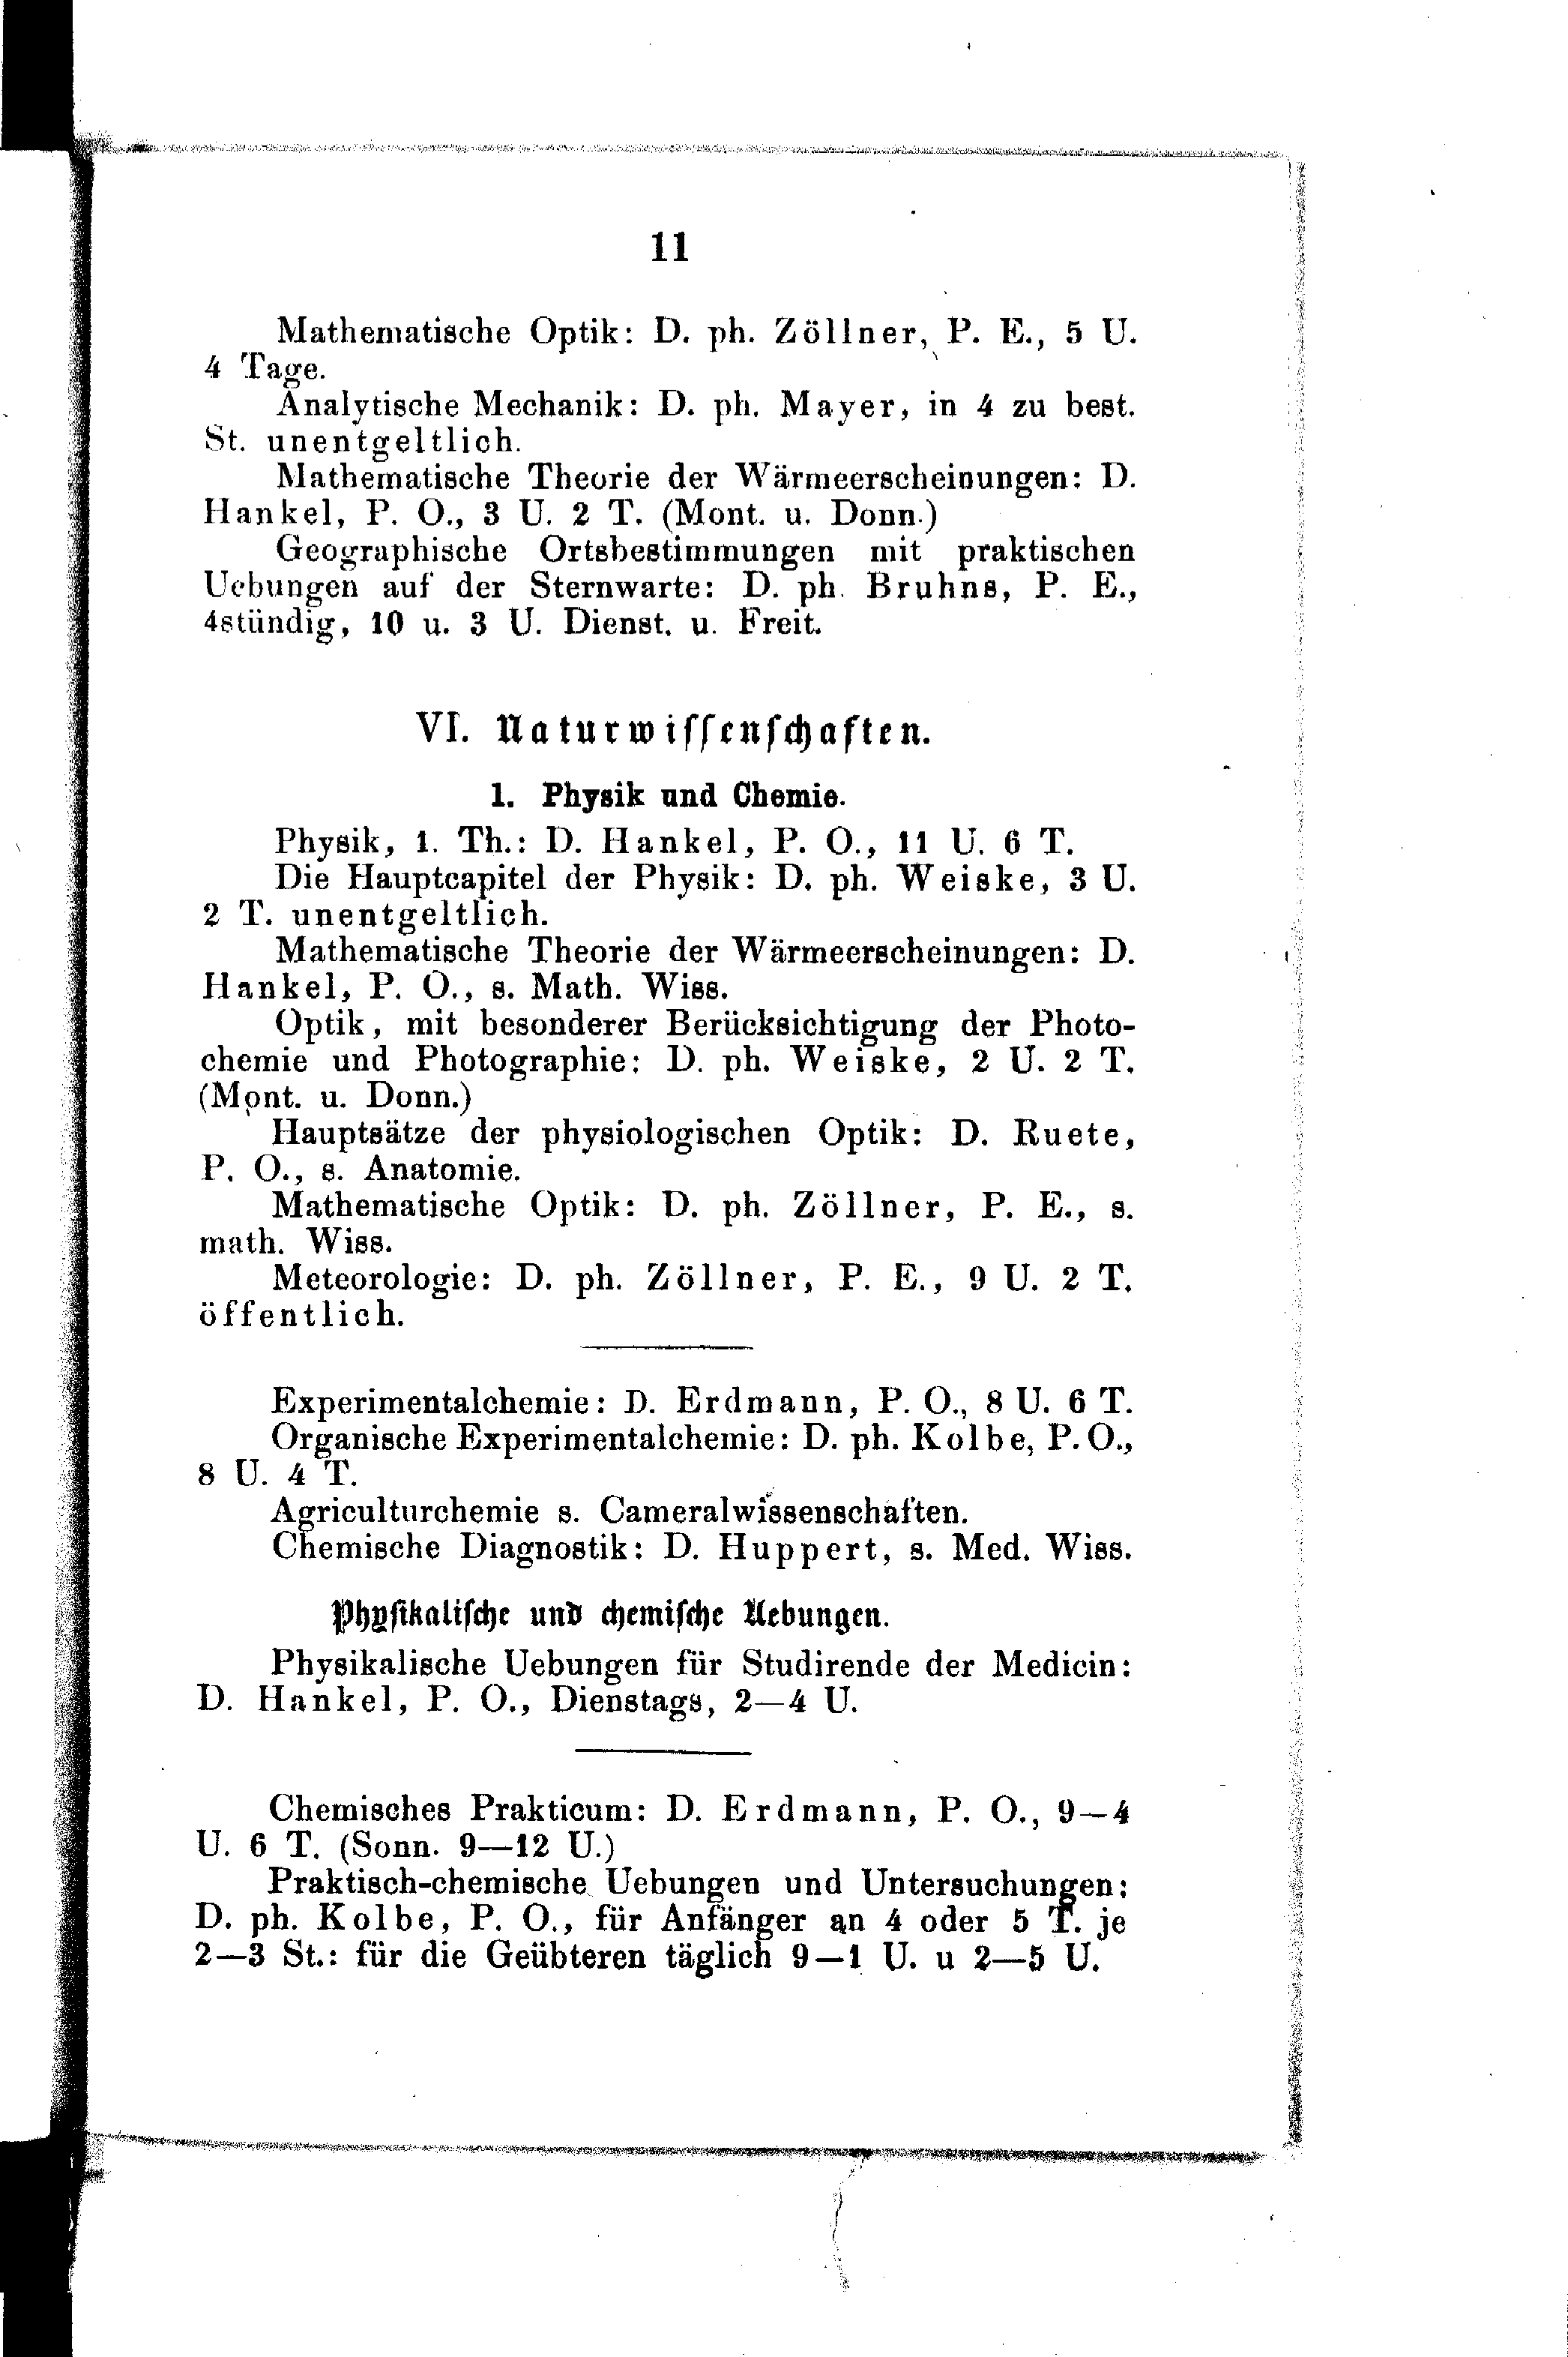 11
Mathematische Optik: D. ph. Zöllner, P. E., 5 U.
4 Tage.
Analytische Mechanik: D. ph. Mayer, in 4 zu best.
St. unentgeltlich.
Mathematische Theorie der Wärmeerscheinungen: D.
Hankel, P. O., 3 U. 2 T. (Mont. u. Donn.)
Geographische Ortsbestimmungen mit praktischen
Uebungen auf der Sternwarte: D. ph. Bruhns, P. E.,
4stündig, 10 u. 3 U. Dienst. u. Freit.
VI. Naturwissenschaften.
1. Physik und Chemie.
Physik, 1. Th.: D. Hankel, P. O., 11 U. 6 T.
Die Hauptcapitel der Physik: D. ph. Weiske, 3 U.
2 T. unentgeltlich.
Mathematische Theorie der Wärmeerscheinungen: D.
Hankel, P. O., s. Math. Wiss.
Optik, mit besonderer Berücksichtigung der Photo-
chemie und Photographie: D. ph. Weiske, 2 U. 2 T.
(Mont. u. Donn.)
Hauptsätze der physiologischen Optik: D. Ruete,
P. O., s. Anatomie.
Mathematische Optik: D. ph. Zöllner, P. E., s.
math. Wiss.
Meteorologie: D. ph. Zöllner, P. E., 9 U. 2 T.
öffentlich.
Experimentalchemie: D. Erdmann, P. O., 8 U. 6 T.
Organische Experimentalchemie: D. ph. Kolbe, P. O.,
8 U. 4 T.
Agriculturchemie s. Cameralwissenschaften.
Chemische Diagnostik: D. Huppert, s. Med. Wiss.
Physikalische und chemische Uebungen.
Physikalische Uebungen für Studirende der Medicin:
D. Hankel, P. O., Dienstags, 2—4 U.
Chemisches Prakticum: D. Erdmann, P. O., 9—4
U. 6 T. (Sonn. 9—12 U.)
Praktisch-chemische Uebungen und Untersuchungen:
D. ph. Kolbe, P. O., für Anfänger an 4 oder 5 T. je
2—3 St.: für die Geübteren täglich 9—1 U. u 2—5 U.